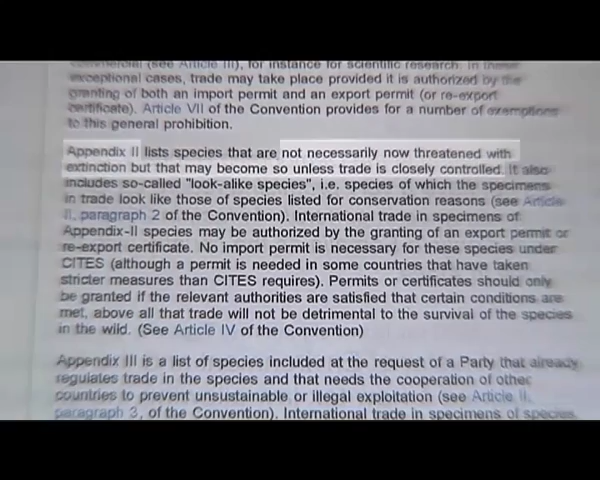 commercial (see Article III), for instance for scientific research. In these
exceptional cases, trade may take place provided it is authorized by the
granting of both an import permit and an export permit (or re-export
certificate). Article VII of the Convention provides for a number of exemptions
to this general prohibition.
Appendix II lists species that are not necessarily now threatened with
extinction but that may become so unless trade is closely controlled. It also
includes so-called "look-alike species", i.e. species of which the specimens
in trade look like those of species listed for conservation reasons (see Article
II, paragraph 2 of the Convention). International trade in specimens of
Appendix-II species may be authorized by the granting of an export permit or
re-export certificate. No import permit is necessary for these species under
CITES (although a permit is needed in some countries that have taken
stricter measures than CITES requires). Permits or certificates should only
be granted if the relevant authorities are satisfied that certain conditions are
met, above all that trade will not be detrimental to the survival of the species
in the wild. (See Article IV of the Convention)
Appendix III is a list of species included at the request of a Party that already
regulates trade in the species and that needs the cooperation of other
countries to prevent unsustainable or illegal exploitation (see Article II,
paragraph 3, of the Convention). International trade in specimens of species